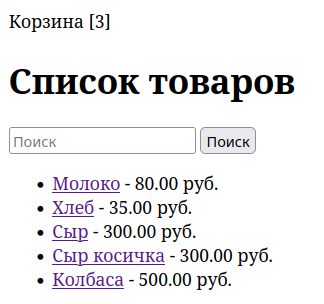 Корзина [3]
Список товаров
Поиск Поиск
Молоко - 80.00 руб.
Хлеб - 35.00 руб.
Сыр - 300.00 руб.
Сыр косичка - 300.00 руб.
Колбаса - 500.00 руб.